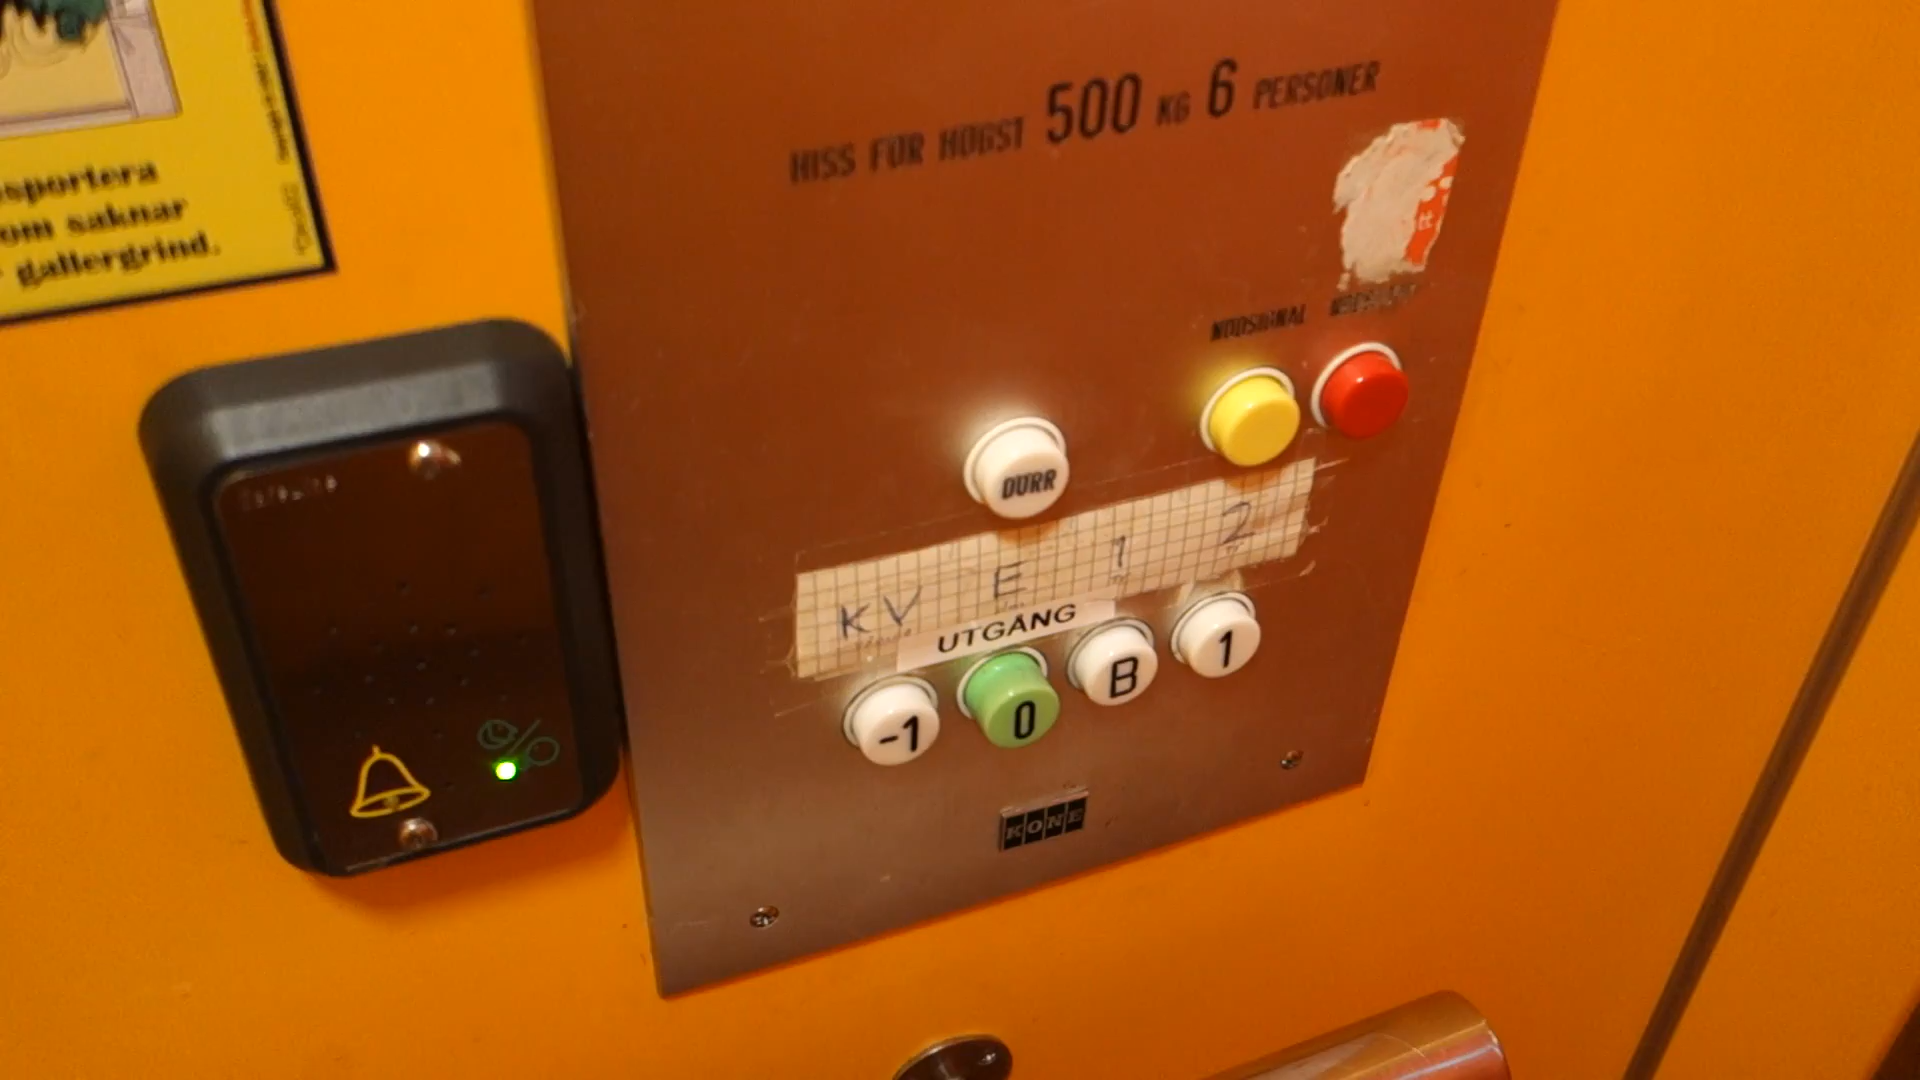 sportera
om saknar
gallergrind.
HISS FÖR HÖGST 500 KG 6 PERSONER
NÖDSIGNAL
DÖRR
KV E 1 2
UTGÅNG
-1 0 B 1
KONE